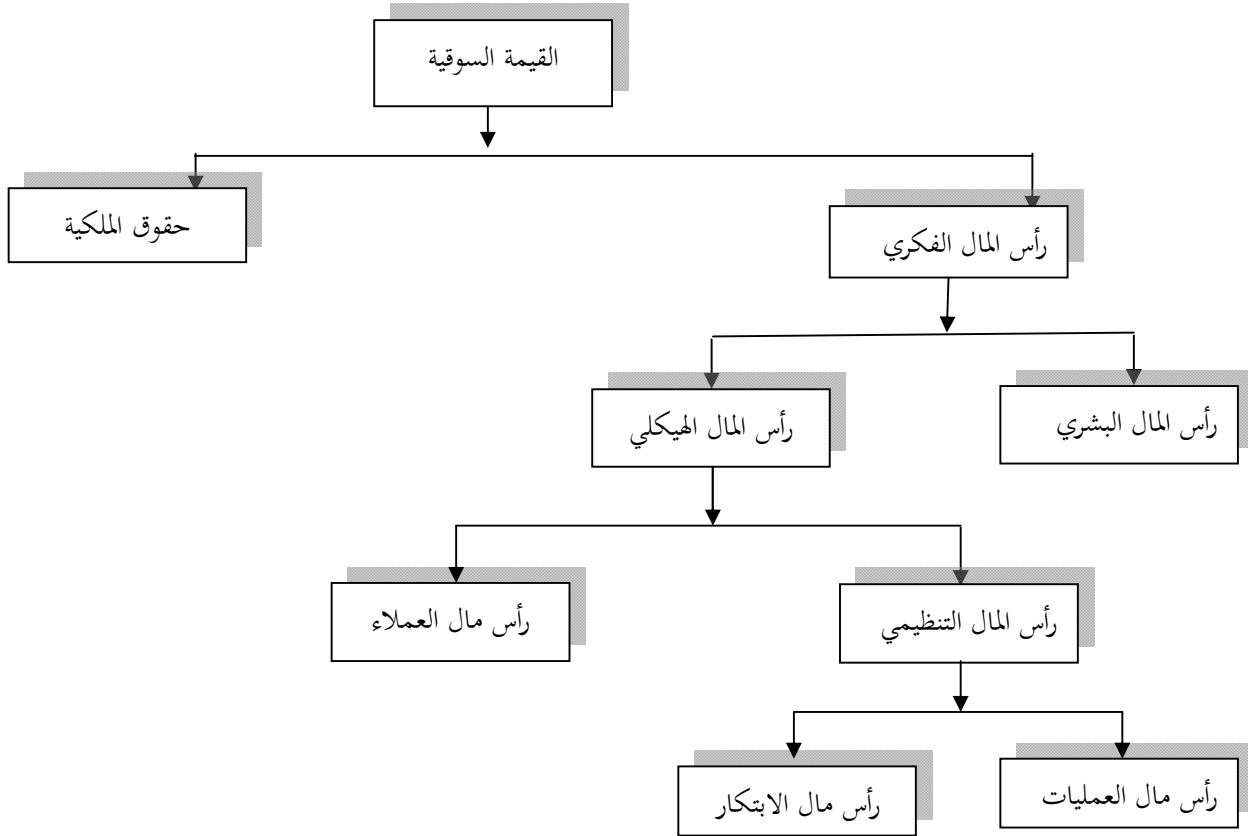 القيمة السوقية
رأس المال الفكري
حقوق الملكية
رأس المال البشري
رأس المال الهيكلي
رأس المال التنظيمي
رأس مال العملاء
رأس مال العمليات
رأس مال الابتكار